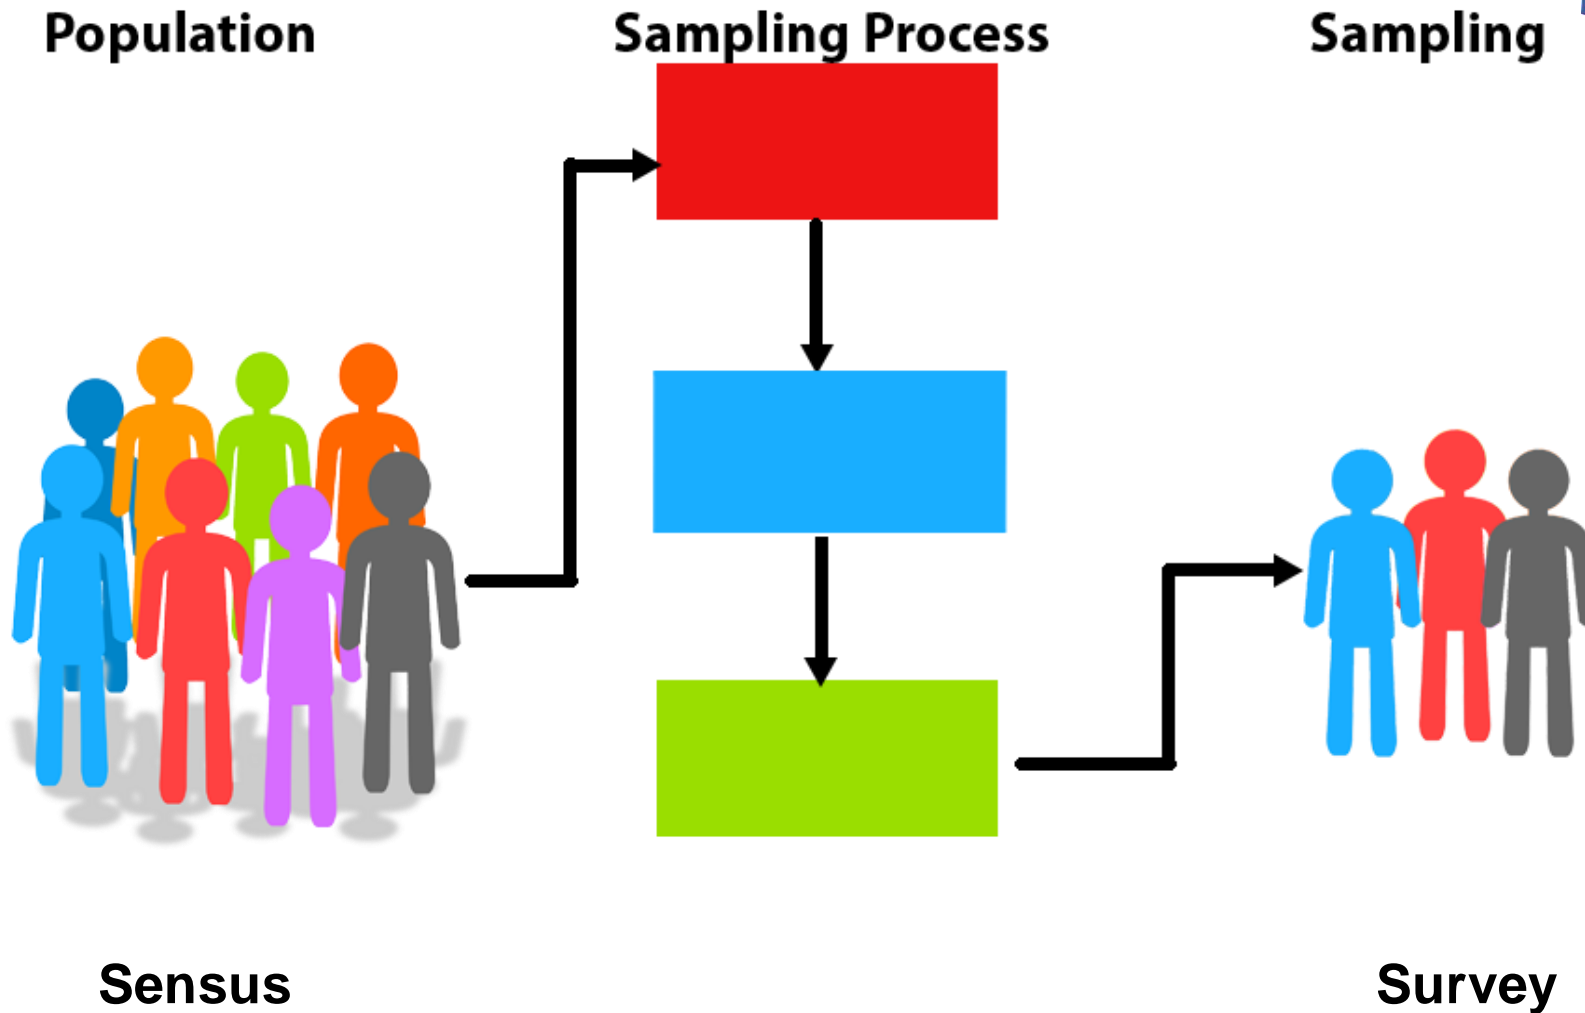 Population
Sampling Process
Sampling
Sensus
Survey